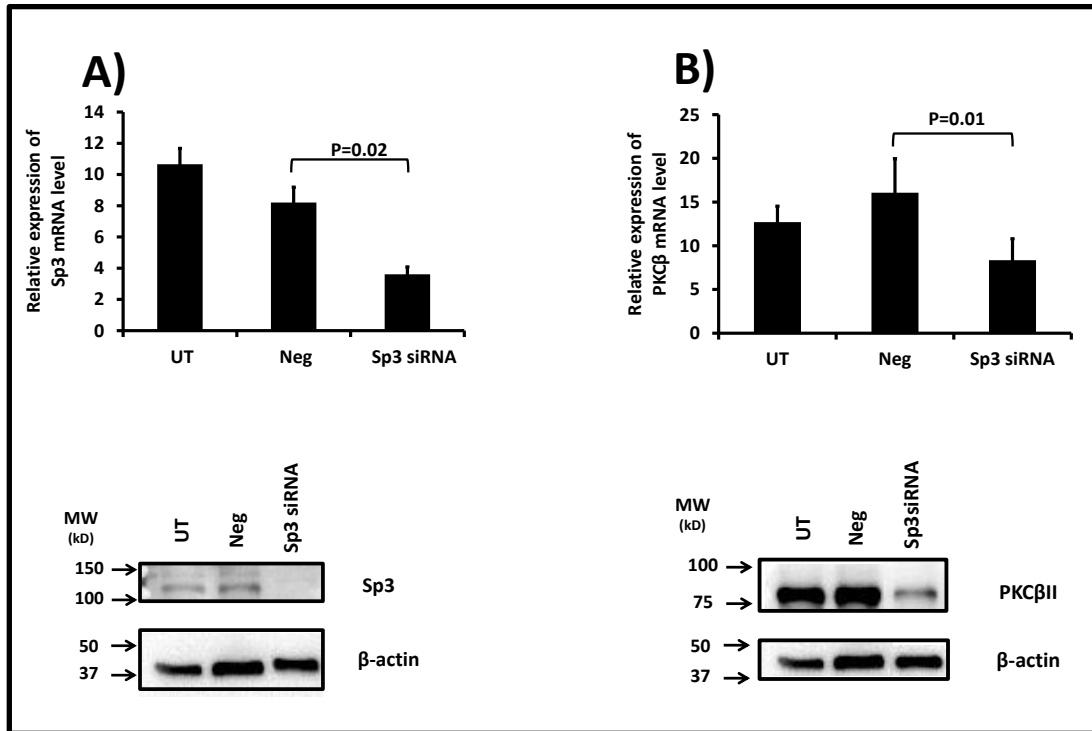 A)
Relative expression of
Sp3 mRNA level
14
12
10
8
6
4
2
0
P=0.02
UT
Neg
Sp3 siRNA
MW
(kD)
UT
Neg
Sp3 siRNA
150
100
Sp3
50
37
β-actin
B)
Relative expression of
PKCβ mRNA level
25
20
15
10
5
0
P=0.01
UT
Neg
Sp3 siRNA
MW
(kD)
UT
Neg
Sp3siRNA
100
75
PKCβII
50
37
β-actin